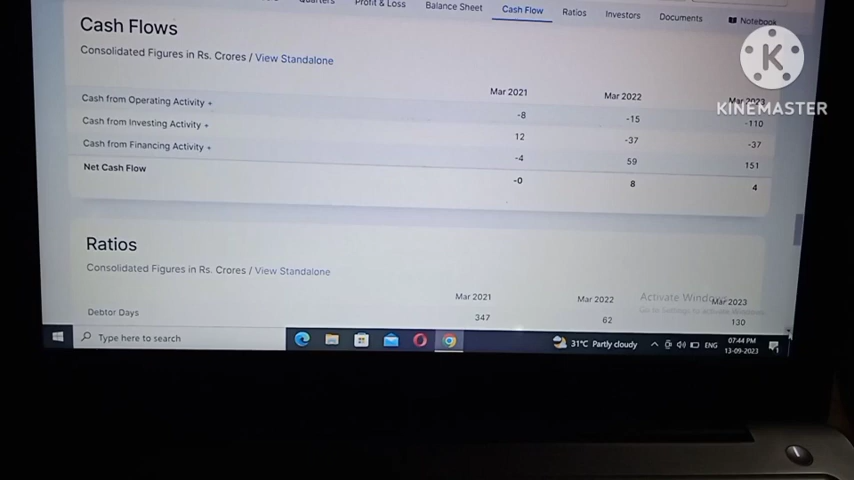 Profit & Loss
Balance Sheet
Cash Flow
Ratios
Investors
Documents
Notebook
Cash Flows
Consolidated Figures in Rs. Crores / View Standalone
KINEMASTER
Mar 2021 Mar 2022 Mar 2023
Cash from Operating Activity + -8 -15 -110
Cash from Investing Activity + 12 -37 -37
Cash from Financing Activity + -4 59 151
Net Cash Flow -0 8 4
Ratios
Consolidated Figures in Rs. Crores / View Standalone
Mar 2021 Mar 2022 Mar 2023
Activate Windows
Debtor Days 347 62 130
Type here to search
31°C Partly cloudy
ENG
07:44 PM
13-09-2023